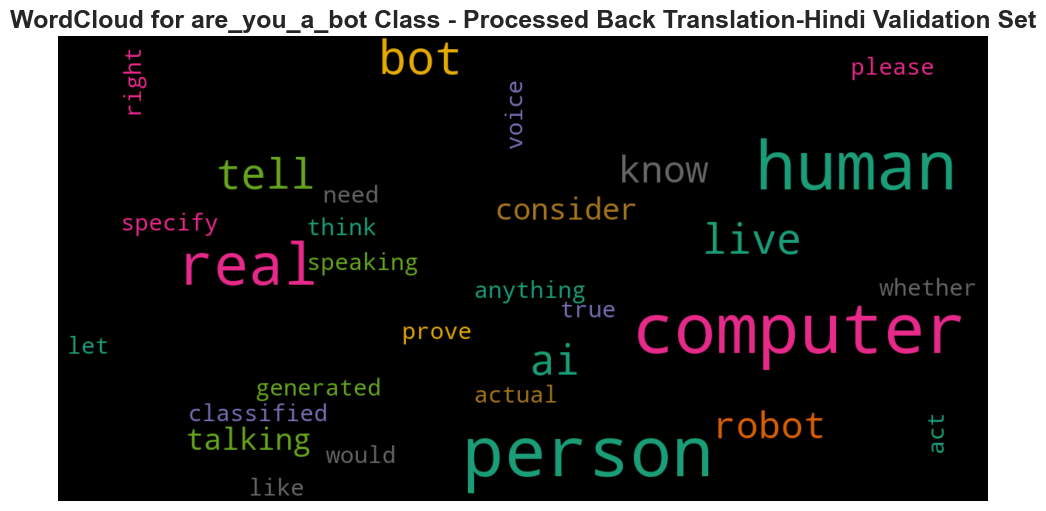 WordCloud for are_you_a_bot Class - Processed Back Translation-Hindi Validation Set
bot
right
please
voice
human
tell
know
need
consider
specify
think
live
real
speaking
anything
whether
true
computer
prove
let
ai
generated
actual
classified
robot
act
talking
person
would
like